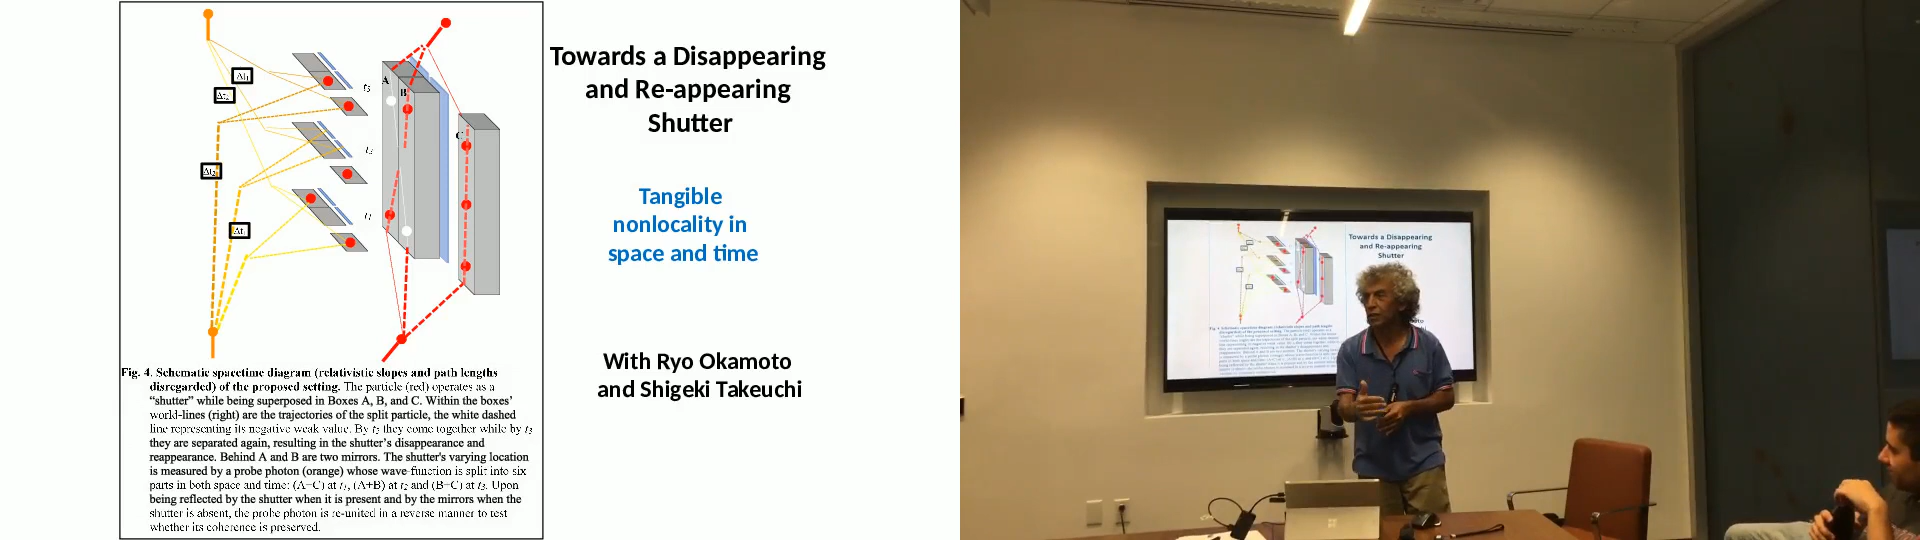 Δt₃
Δt₂
Δt₂
Δt₁
t₃
t₂
t₁
A
B
C
Towards a Disappearing
and Re-appearing
Shutter
Tangible
nonlocality in
space and time
With Ryo Okamoto
and Shigeki Takeuchi
Fig. 4. Schematic spacetime diagram (relativistic slopes and path lengths
disregarded) of the proposed setting. The particle (red) operates as a
“shutter” while being superposed in Boxes A, B, and C. Within the boxes’
world-lines (right) are the trajectories of the split particle, the white dashed
line representing its negative weak value. By t₂ they come together while by t₃
they are separated again, resulting in the shutter’s disappearance and
reappearance. Behind A and B are two mirrors. The shutter's varying location
is measured by a probe photon (orange) whose wave-function is split into six
parts in both space and time: (A+C) at t₁, (A+B) at t₂ and (B+C) at t₃. Upon
being reflected by the shutter when it is present and by the mirrors when the
shutter is absent, the probe photon is re-united in a reverse manner to test
whether its coherence is preserved.
Towards a Disappearing
and Re-appearing
Shutter